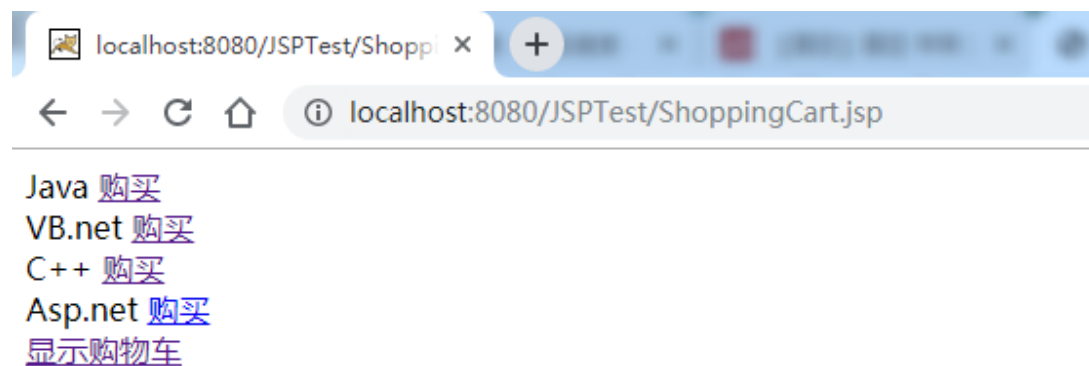 localhost:8080/JSPTest/Shoppi
localhost:8080/JSPTest/ShoppingCart.jsp
Java 购买
VB.net 购买
C++ 购买
Asp.net 购买
显示购物车